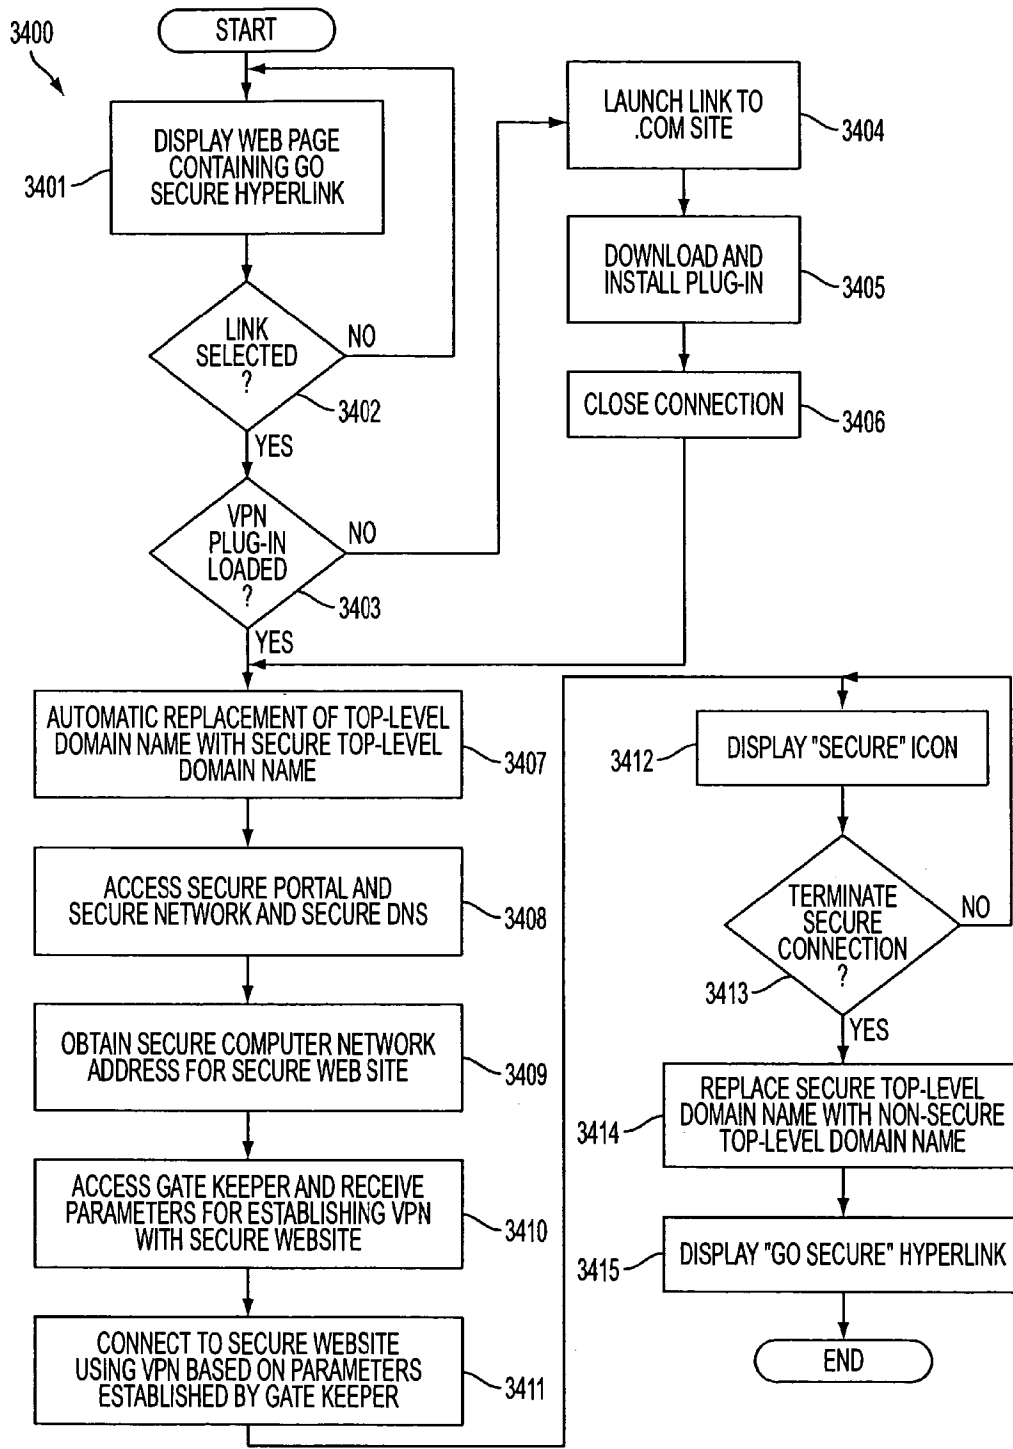 3400
START
DISPLAY WEB PAGE
CONTAINING GO
SECURE HYPERLINK
3401
LINK
SELECTED
?
NO
3402
YES
VPN
PLUG-IN
LOADED
?
NO
3403
YES
LAUNCH LINK TO
.COM SITE
3404
DOWNLOAD AND
INSTALL PLUG-IN
3405
CLOSE CONNECTION
3406
AUTOMATIC REPLACEMENT OF TOP-LEVEL
DOMAIN NAME WITH SECURE TOP-LEVEL
DOMAIN NAME
3407
ACCESS SECURE PORTAL AND
SECURE NETWORK AND SECURE DNS
3408
OBTAIN SECURE COMPUTER NETWORK
ADDRESS FOR SECURE WEB SITE
3409
ACCESS GATE KEEPER AND RECEIVE
PARAMETERS FOR ESTABLISHING VPN
WITH SECURE WEBSITE
3410
CONNECT TO SECURE WEBSITE
USING VPN BASED ON PARAMETERS
ESTABLISHED BY GATE KEEPER
3411
DISPLAY "SECURE" ICON
3412
TERMINATE
SECURE
CONNECTION
?
NO
3413
YES
REPLACE SECURE TOP-LEVEL
DOMAIN NAME WITH NON-SECURE
TOP-LEVEL DOMAIN NAME
3414
DISPLAY "GO SECURE" HYPERLINK
3415
END